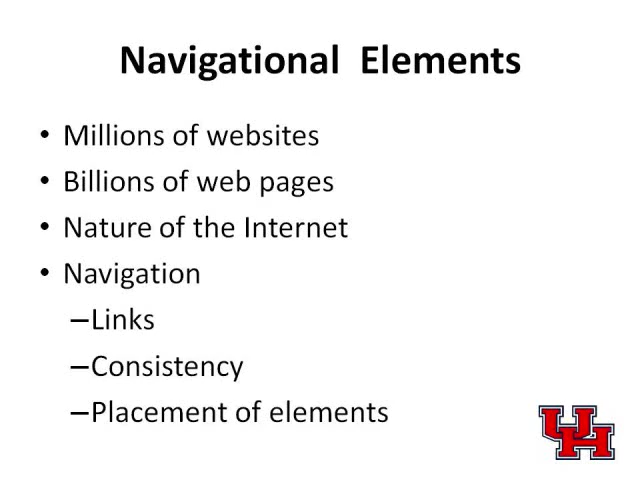 Navigational Elements
• Millions of websites
• Billions of web pages
• Nature of the Internet
• Navigation
–Links
–Consistency
–Placement of elements
UH